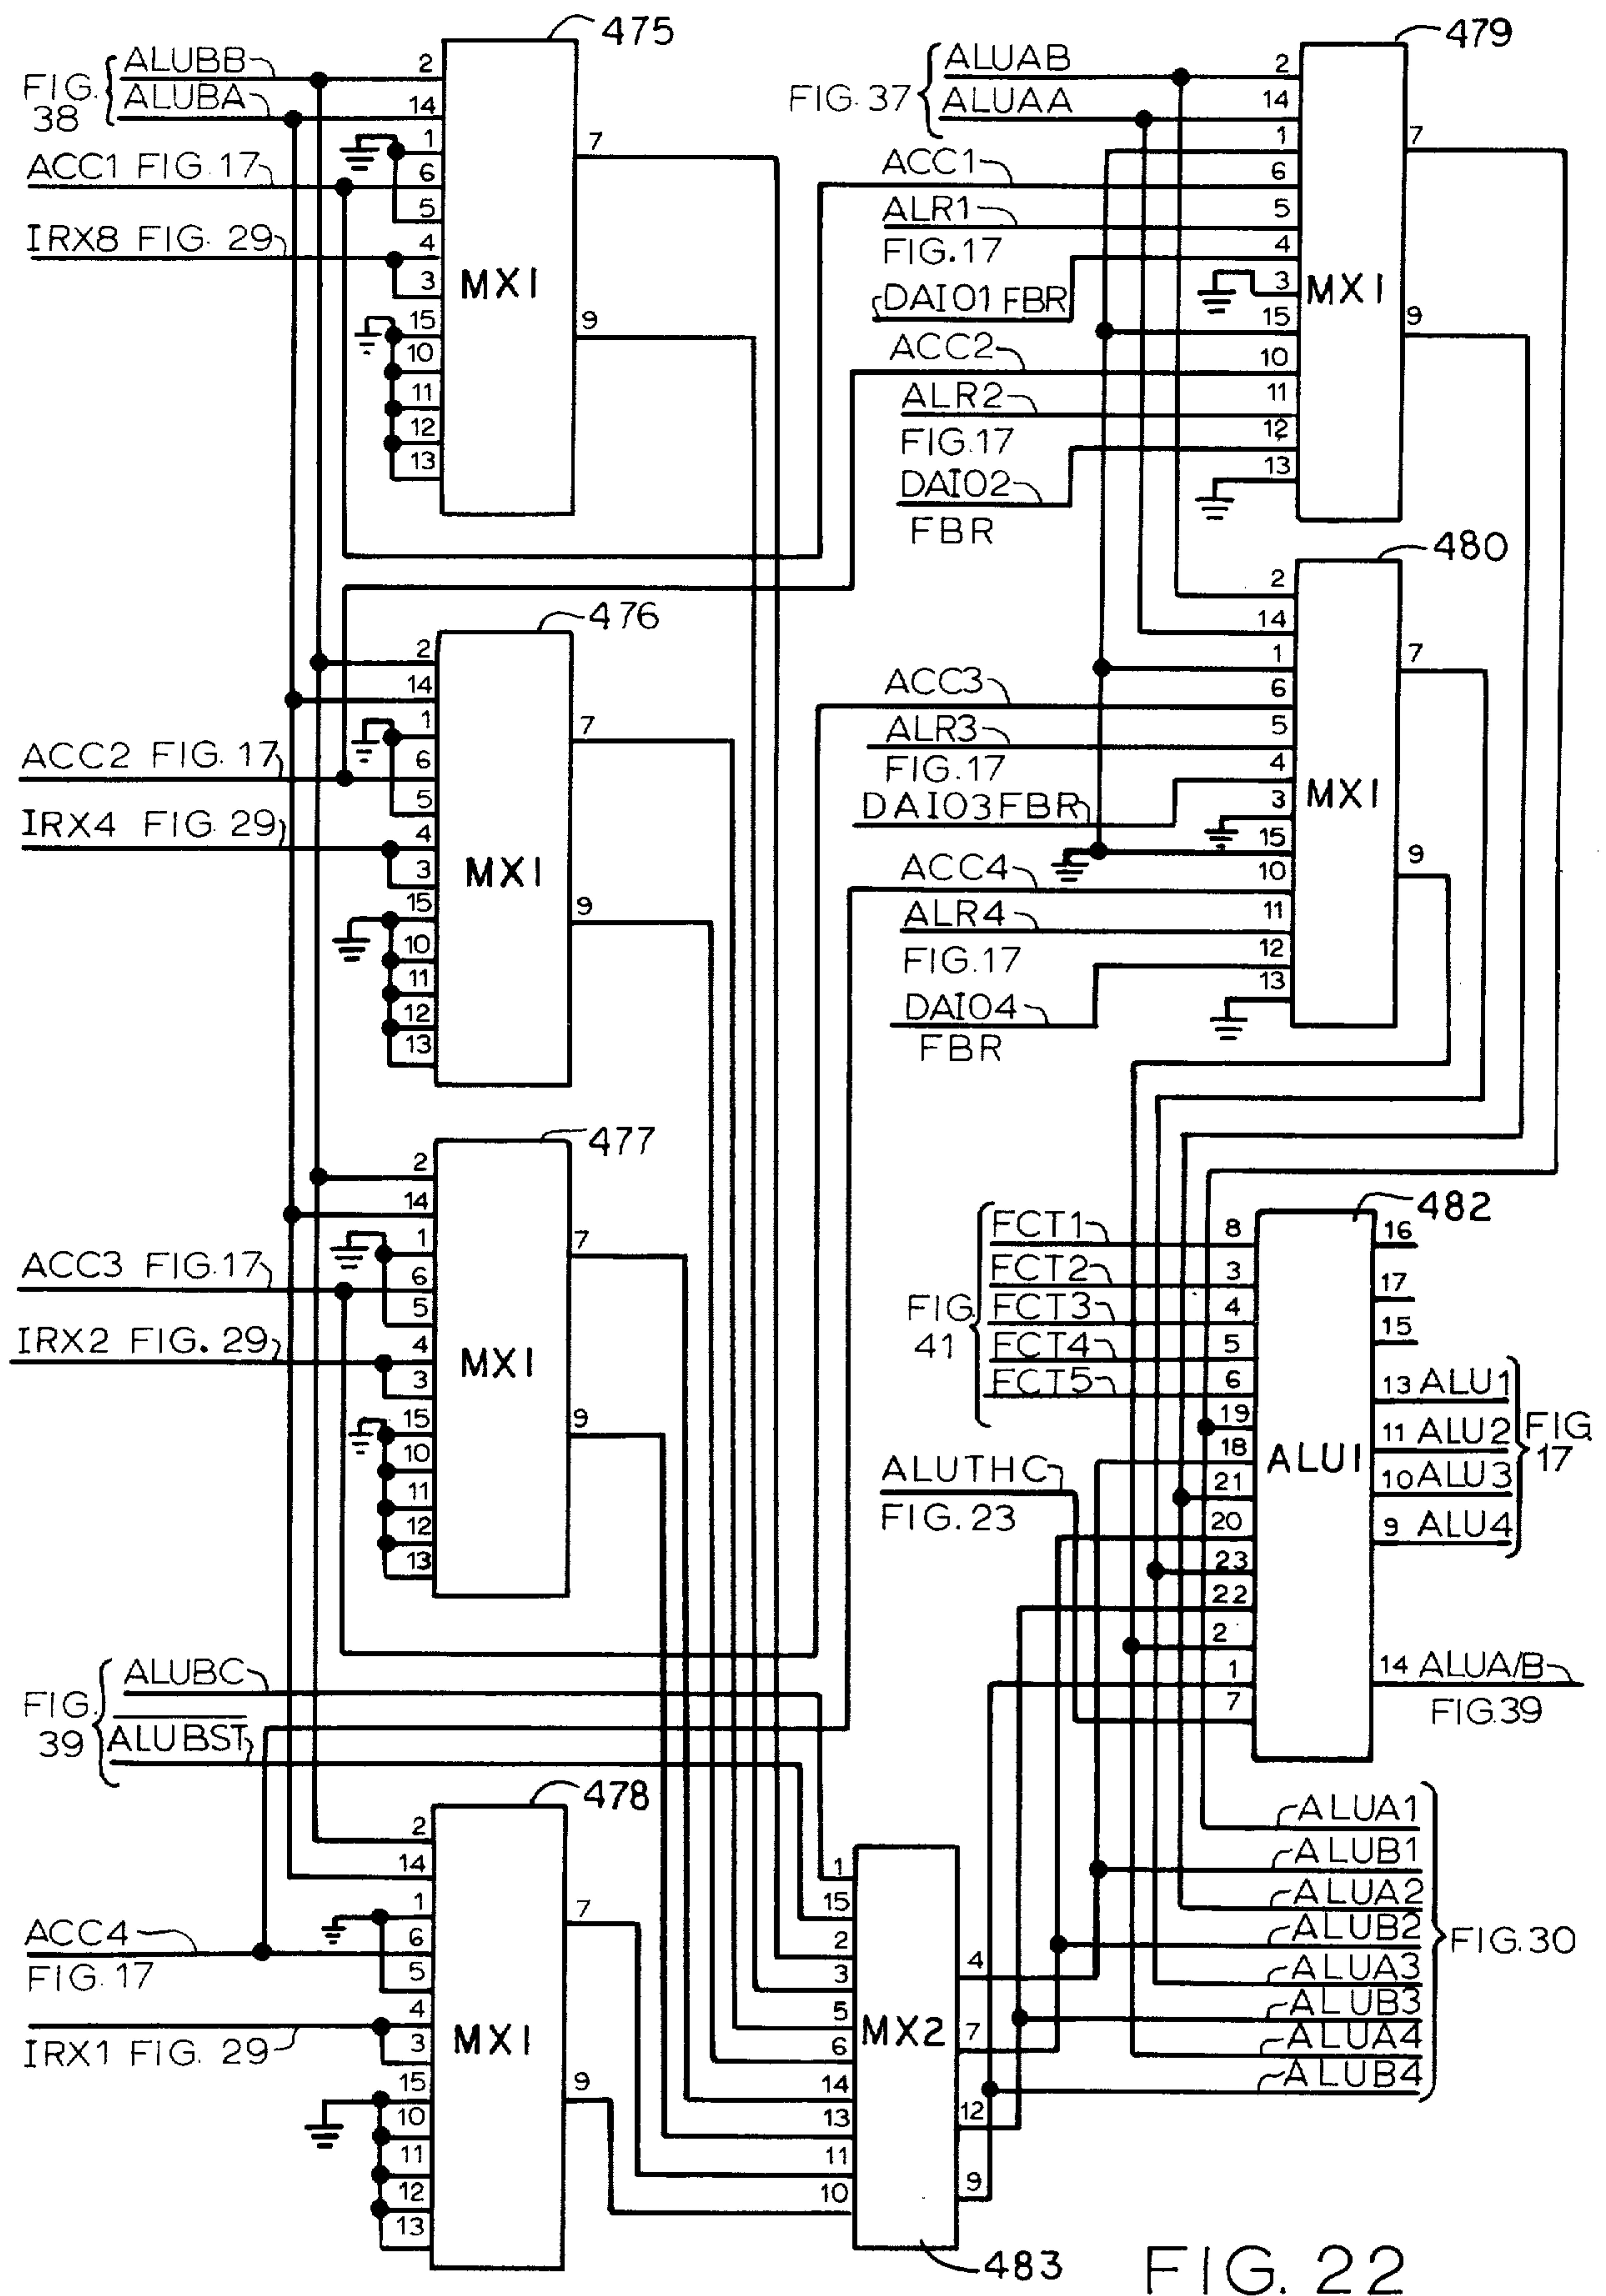 475
ALUBB
ALUBA
FIG. 38
ACC1 FIG. 17
IRX8 FIG. 29
2
14
1
6
5
4
3
15
10
11
12
13
MX1
7
9
476
ACC2 FIG. 17
IRX4 FIG. 29
2
14
1
6
5
4
3
15
10
11
12
13
MX1
7
9
477
ACC3 FIG. 17
IRX2 FIG. 29
2
14
1
6
5
4
3
15
10
11
12
13
MX1
7
9
FIG. 39
ALUBC
ALUBST
478
ACC4
FIG. 17
IRX1 FIG. 29
2
14
1
6
5
4
3
15
10
11
12
13
MX1
7
9
479
FIG. 37
ALUAB
ALUAA
ACC1
ALR1
FIG. 17
DAI01 FBR
ACC2
ALR2
FIG. 17
DAI02
FBR
2
14
1
6
5
4
3
15
10
11
12
13
MX1
7
9
480
ACC3
ALR3
FIG. 17
DAI03 FBR
ACC4
ALR4
FIG. 17
DAI04
FBR
2
14
1
6
5
4
3
15
10
11
12
13
MX1
7
9
482
FIG. 41
FCT1
FCT2
FCT3
FCT4
FCT5
ALUTHC
FIG. 23
8
3
4
5
6
19
18
21
20
23
22
2
1
7
ALU1
16
17
15
13 ALU1
11 ALU2
10 ALU3
9 ALU4
FIG. 17
14 ALUA/B
FIG. 39
1
15
2
3
5
6
14
13
11
10
MX2
4
7
12
9
483
ALUA1
ALUB1
ALUA2
ALUB2
ALUA3
ALUB3
ALUA4
ALUB4
FIG. 30
FIG. 22